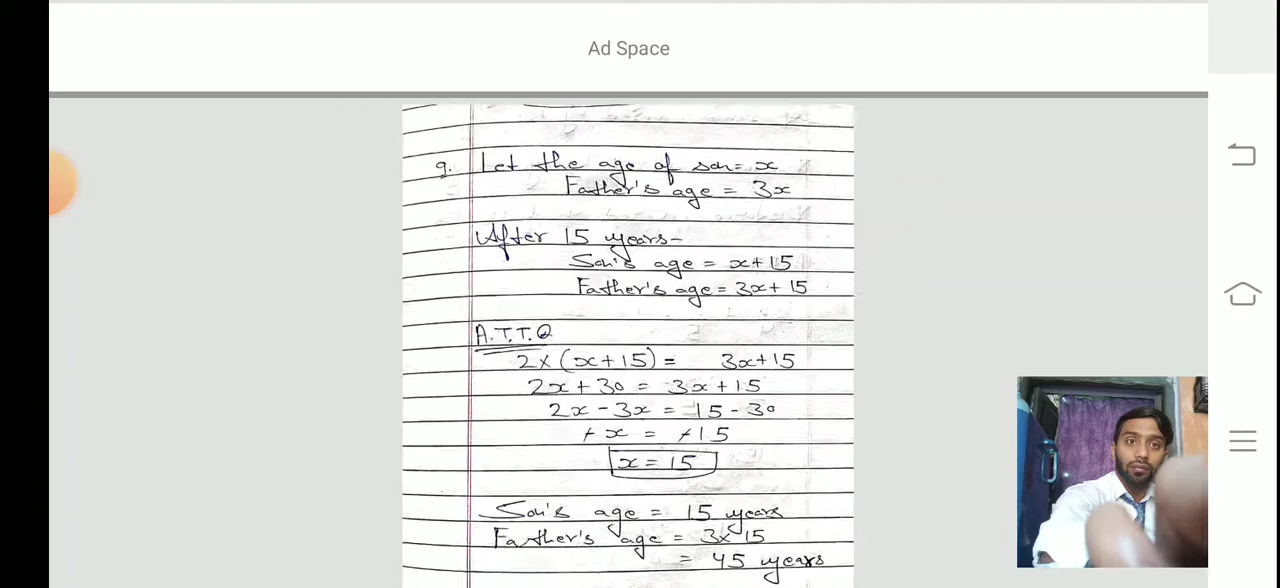 Ad Space
9. Let the age of son = x
Father's age = 3x
After 15 years-
Son's age = x+15
Father's age = 3x+15
A.T.T.Q
2×(x+15) = 3x+15
2x+30 = 3x+15
2x-3x = 15-30
-x = -15
x = 15
Son's age = 15 years
Father's age = 3×15
= 45 years